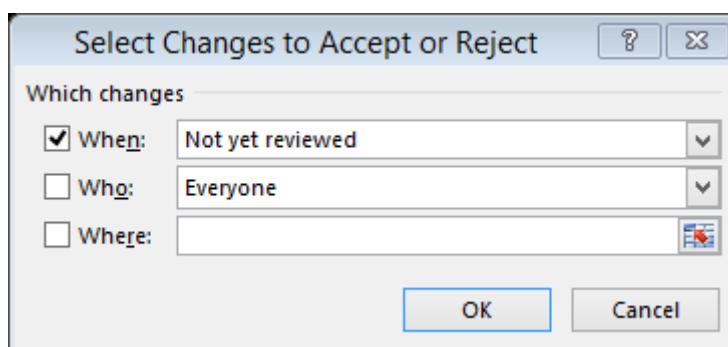 Select Changes to Accept or Reject ?
Which changes
When: Not yet reviewed
Who: Everyone
Where:
OK Cancel